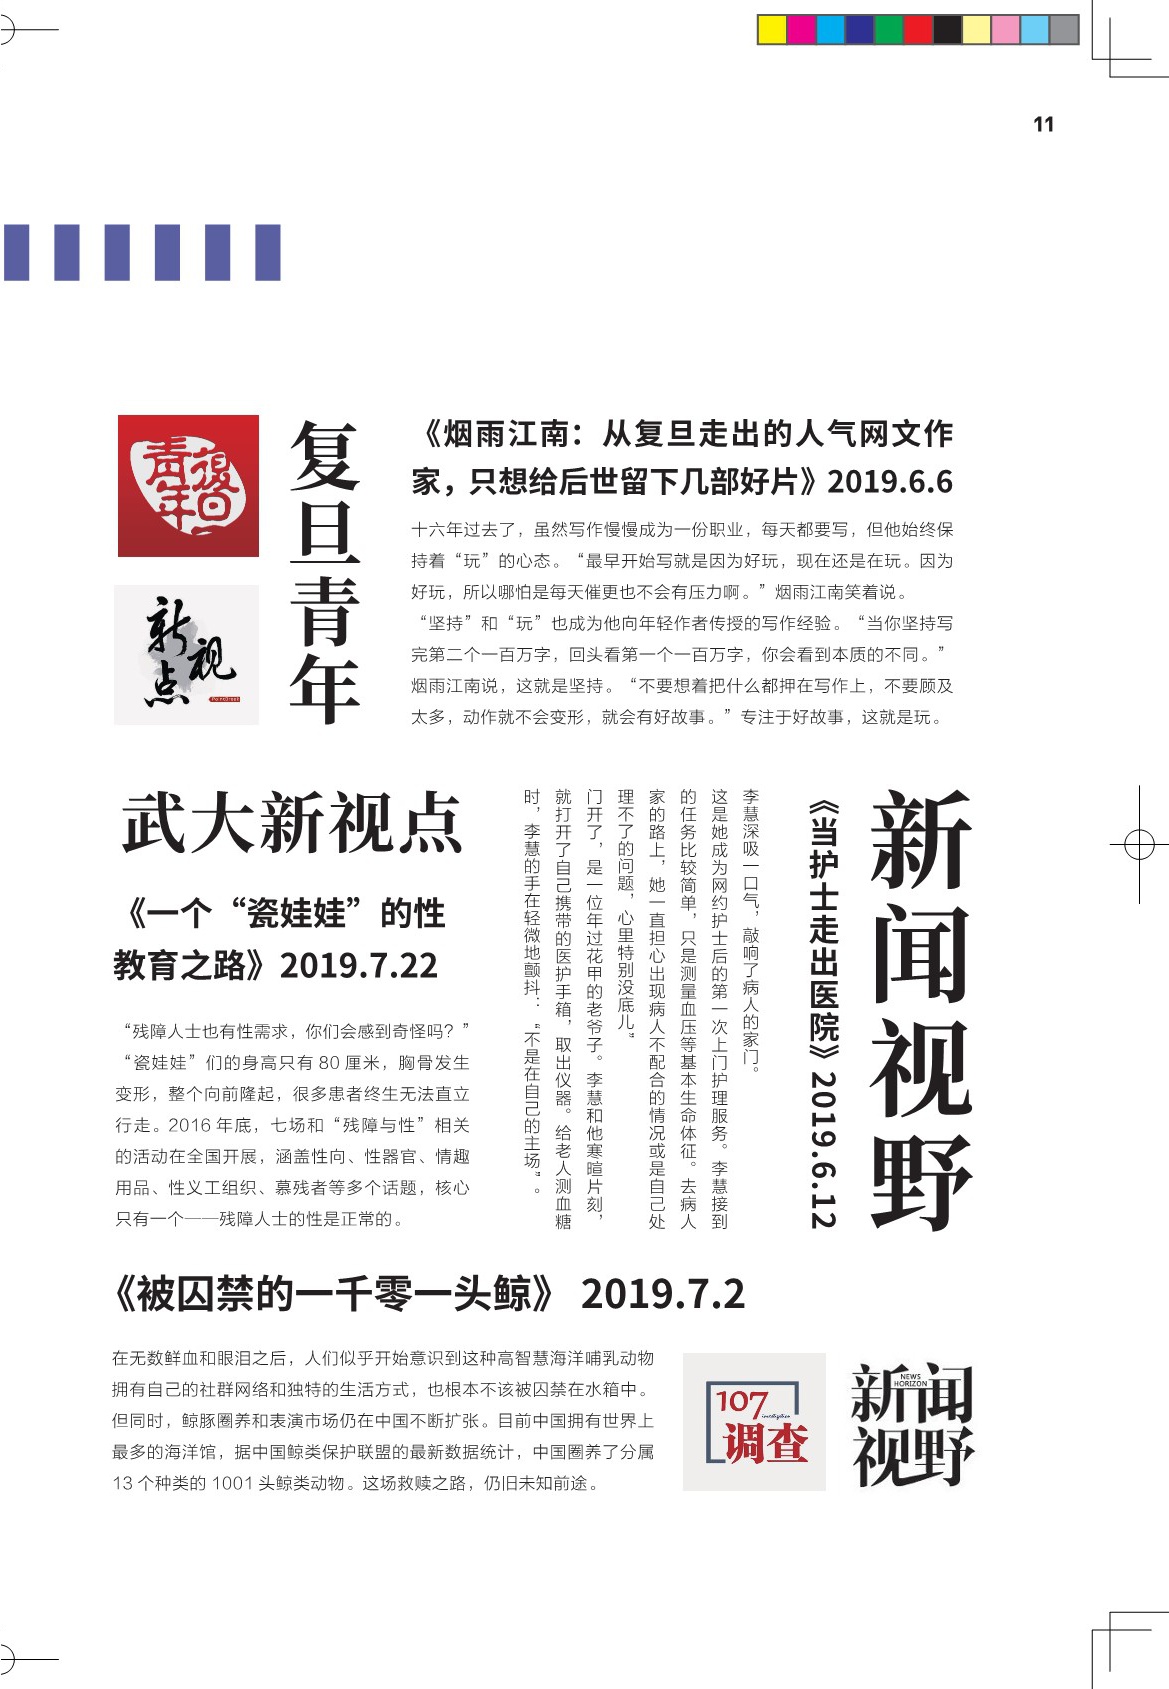 11
青年
視回
新视点
PointBreak
复旦青年
《烟雨江南：从复旦走出的人气网文作
家，只想给后世留下几部好片》2019.6.6
十六年过去了，虽然写作慢慢成为一份职业，每天都要写，但他始终保
持着“玩”的心态。“最早开始写就是因为好玩，现在还是在玩。因为
好玩，所以哪怕是每天催更也不会有压力啊。”烟雨江南笑着说。
“坚持”和“玩”也成为他向年轻作者传授的写作经验。“当你坚持写
完第二个一百万字，回头看第一个一百万字，你会看到本质的不同。”
烟雨江南说，这就是坚持。“不要想着把什么都押在写作上，不要顾及
太多，动作就不会变形，就会有好故事。”专注于好故事，这就是玩。
武大新视点
《一个“瓷娃娃”的性
教育之路》2019.7.22
“残障人士也有性需求，你们会感到奇怪吗？”
“瓷娃娃”们的身高只有 80 厘米，胸骨发生
变形，整个向前隆起，很多患者终生无法直立
行走。2016 年底，七场和“残障与性”相关
的活动在全国开展，涵盖性向、性器官、情趣
用品、性义工组织、慕残者等多个话题，核心
只有一个——残障人士的性是正常的。
新闻视野
《当护士走出医院》2019.6.12
李慧深吸一口气，敲响了病人的家门。
这是她成为网约护士后的第一次上门护理服务。李慧接到
的任务比较简单，只是测量血压等基本生命体征。去病人
家的路上，她一直担心出现病人不配合的情况或是自己处
理不了的问题，心里特别没底儿”
门开了，是一位年过花甲的老爷子。李慧和他寒暄片刻，
就打开了自己携带的医护手箱，取出仪器。给老人测血糖
时，李慧的手在轻微地颤抖：“不是在自己的主场”。
《被囚禁的一千零一头鲸》 2019.7.2
在无数鲜血和眼泪之后，人们似乎开始意识到这种高智慧海洋哺乳动物
拥有自己的社群网络和独特的生活方式，也根本不该被囚禁在水箱中。
但同时，鲸豚圈养和表演市场仍在中国不断扩张。目前中国拥有世界上
最多的海洋馆，据中国鲸类保护联盟的最新数据统计，中国圈养了分属
13 个种类的 1001 头鲸类动物。这场救赎之路，仍旧未知前途。
107
investigation
调查
新闻
NEWS
HORIZON
视野